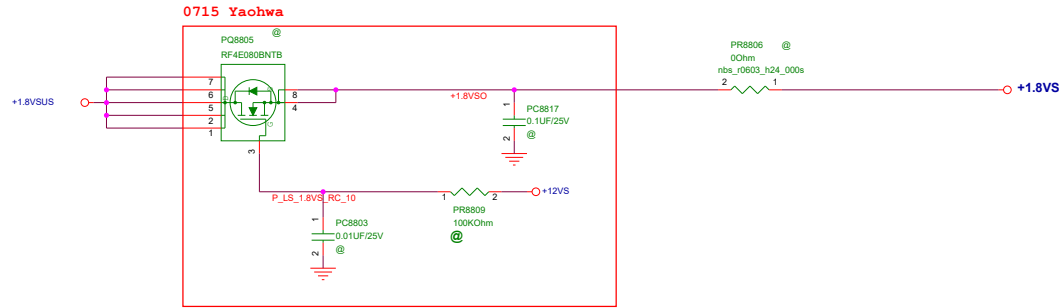 0715 Yaohwa
@
PQ8805
RF4E080BNTB
PR8806 @
0Ohm
nbs_r0603_h24_000s
7
6
5
2
1
D
S
G
8
4
3
+1.8VSUS
+1.8VSO
2
1
+1.8VS
1
PC8817
0.1UF/25V
2
@
P_LS_1.8VS_RC_10
1
2
+12VS
PR8809
100KOhm
@
1
PC8803
0.01UF/25V
2
@